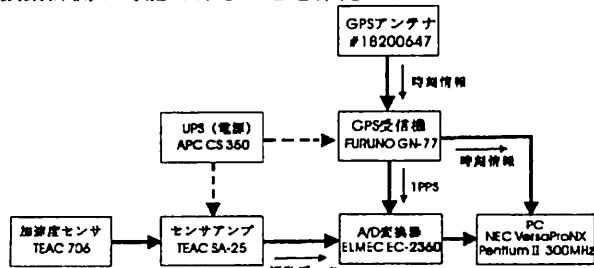 GPSアンテナ
#18200647
時刻情報
UPS（電源）
APC CS 350
GPS受信機
FURUNO GN-77
時刻情報
1PPS
加速度センサ
TEAC 706
センサアンプ
TEAC SA-25
A/D変換器
ELMEC EC-2360
PC
NEC VersaProNX
Pentium II 300MHz